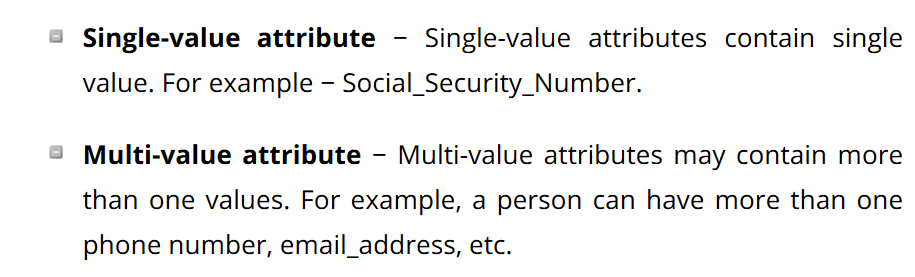 Single-value attribute − Single-value attributes contain single
value. For example − Social_Security_Number.
Multi-value attribute − Multi-value attributes may contain more
than one values. For example, a person can have more than one
phone number, email_address, etc.